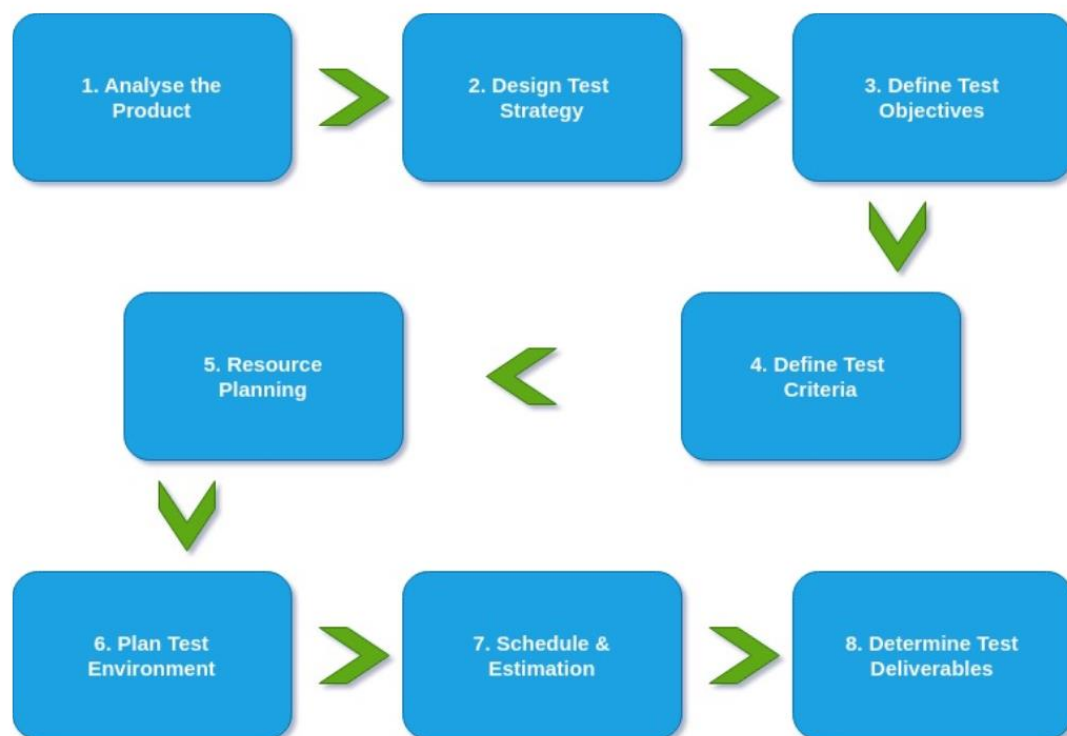 1. Analyse the
Product
2. Design Test
Strategy
3. Define Test
Objectives
4. Define Test
Criteria
5. Resource
Planning
6. Plan Test
Environment
7. Schedule &
Estimation
8. Determine Test
Deliverables